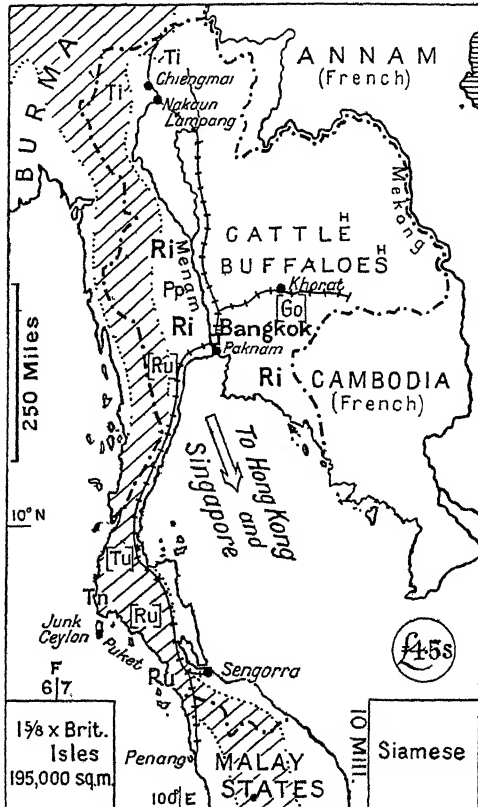 BURMA
Ti
Ti
Chiengmai
Nakaun
Lampang
ANNAM
(French)
Mekong
H
CATTLE
H
BUFFALOES
Khorat
[Go]
Ri
Menam
Pp
Ri
Bangkok
Paknam
[Ru]
Ri
CAMBODIA
(French)
250 Miles
To Hong Kong
and
Singapore
10° N
[Tu]
Tn
[Ru]
Junk
Ceylon
Puket
Ru
Sengorra
£4·5s
F
6|7
1⅝ x Brit.
Isles
195,000 sq.m.
Penang
100° E
MALAY
STATES
10 Mill.
Siamese